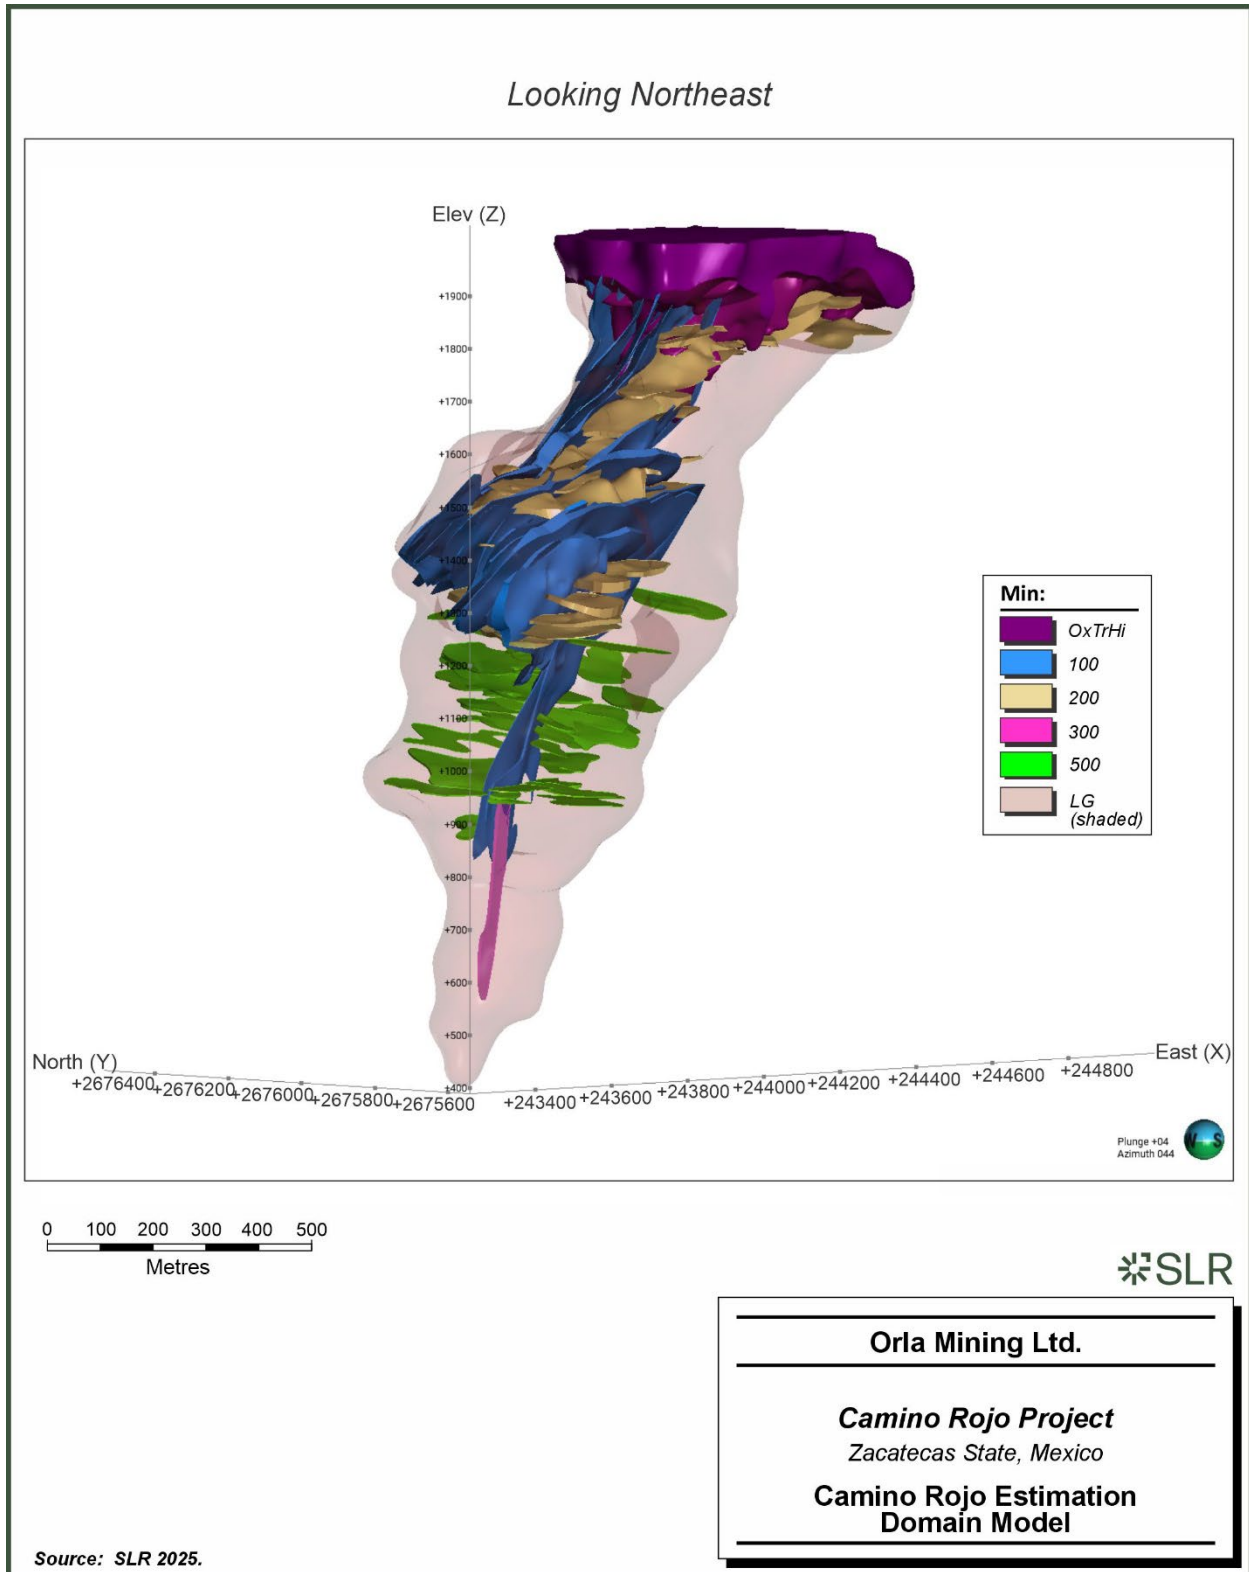 Looking Northeast
Elev (Z)
+1900
+1800
+1700
+1600
+1500
+1400
+1300
+1200
+1100
+1000
+900
+800
+700
+600
+500
+400
North (Y)
East (X)
+2676400
+2676200
+2676000
+2675800
+2675600
+243400
+243600
+243800
+244000
+244200
+244400
+244600
+244800
Min:
OxTrHi
100
200
300
500
LG
(shaded)
Plunge +04
Azimuth 044
W S
0 100 200 300 400 500
Metres
SLR
Orla Mining Ltd.
Camino Rojo Project
Zacatecas State, Mexico
Camino Rojo Estimation
Domain Model
Source: SLR 2025.